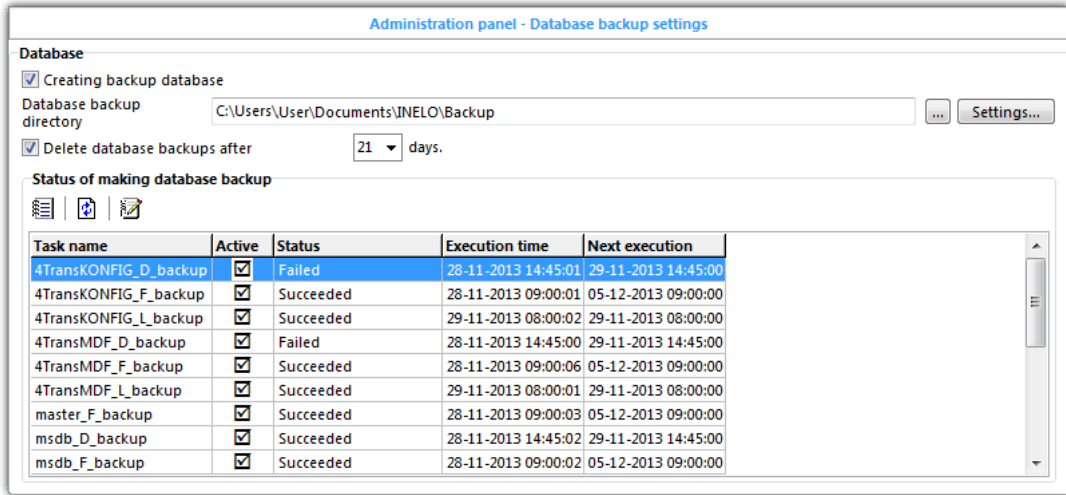 Administration panel - Database backup settings
Database
Creating backup database
Database backup
directory
C:\Users\User\Documents\INELO\Backup
...
Settings...
Delete database backups after 21 days.
Status of making database backup
Task name Active Status Execution time Next execution
4TransKONFIG_D_backup Failed 28-11-2013 14:45:01 29-11-2013 14:45:00
4TransKONFIG_F_backup Succeeded 28-11-2013 09:00:01 05-12-2013 09:00:00
4TransKONFIG_L_backup Succeeded 29-11-2013 08:00:02 29-11-2013 08:00:00
4TransMDF_D_backup Failed 28-11-2013 14:45:00 29-11-2013 14:45:00
4TransMDF_F_backup Succeeded 28-11-2013 09:00:06 05-12-2013 09:00:00
4TransMDF_L_backup Succeeded 29-11-2013 08:00:01 29-11-2013 08:00:00
master_F_backup Succeeded 28-11-2013 09:00:03 05-12-2013 09:00:00
msdb_D_backup Succeeded 28-11-2013 14:45:02 29-11-2013 14:45:00
msdb_F_backup Succeeded 28-11-2013 09:00:02 05-12-2013 09:00:00